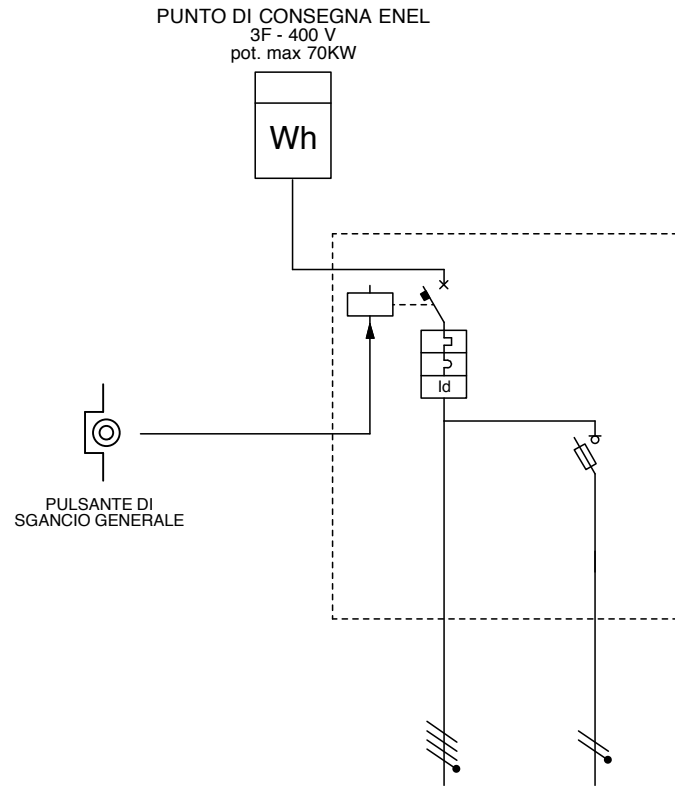 PUNTO DI CONSEGNA ENEL
3F - 400 V
pot. max 70KW
Wh
Id
PULSANTE DI
SGANCIO GENERALE